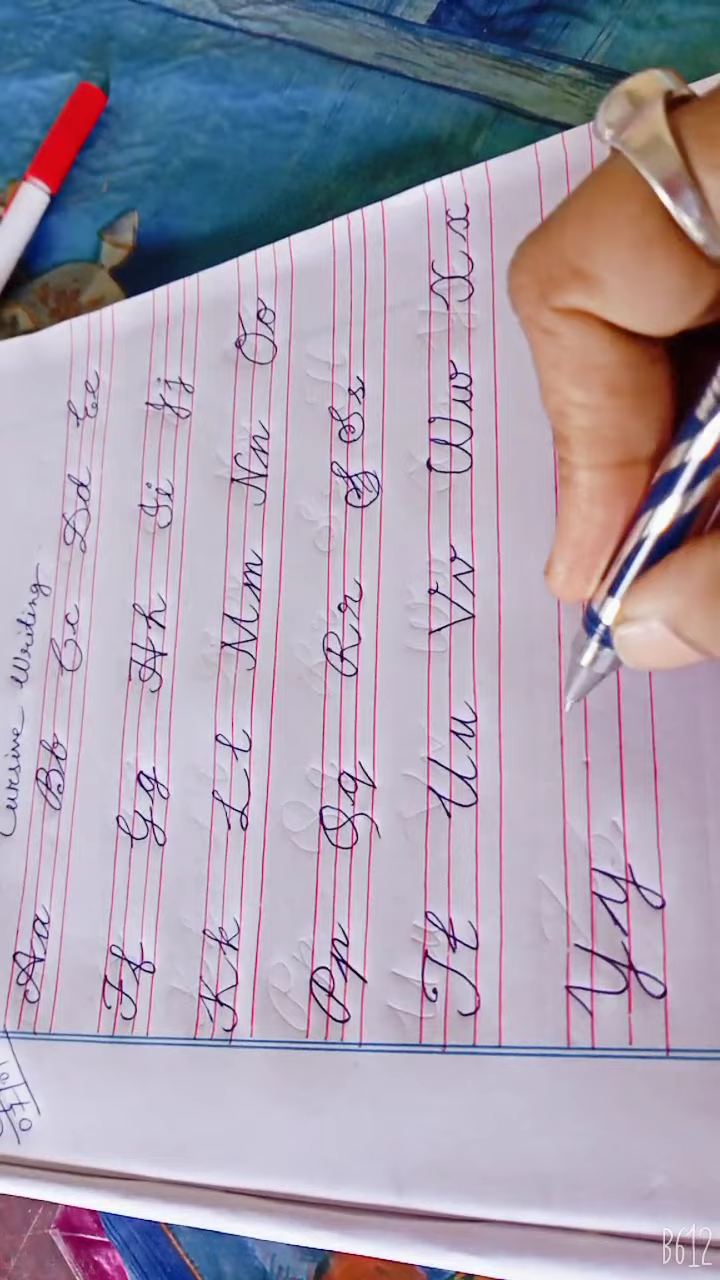 Cursive Writing
Aa Bb Cc Dd Ee
Ff Gg Hh Ii Jj
Kk Ll Mm Nn Oo
Pp Qq Rr S Ss
Tt Uu Vv Ww Xx
Yy
B612